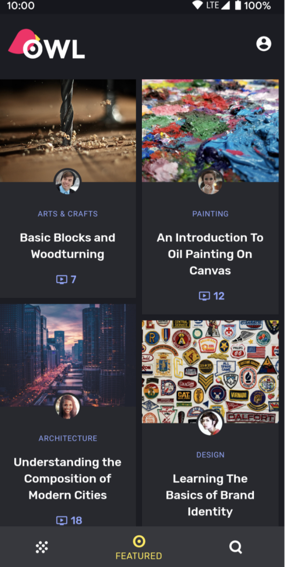 10:00
LTE 100%
OWL
ARTS & CRAFTS
Basic Blocks and
Woodturning
7
PAINTING
An Introduction To
Oil Painting On
Canvas
12
ARCHITECTURE
Understanding the
Composition of
Modern Cities
18
DESIGN
Learning The
Basics of Brand
Identity
FEATURED